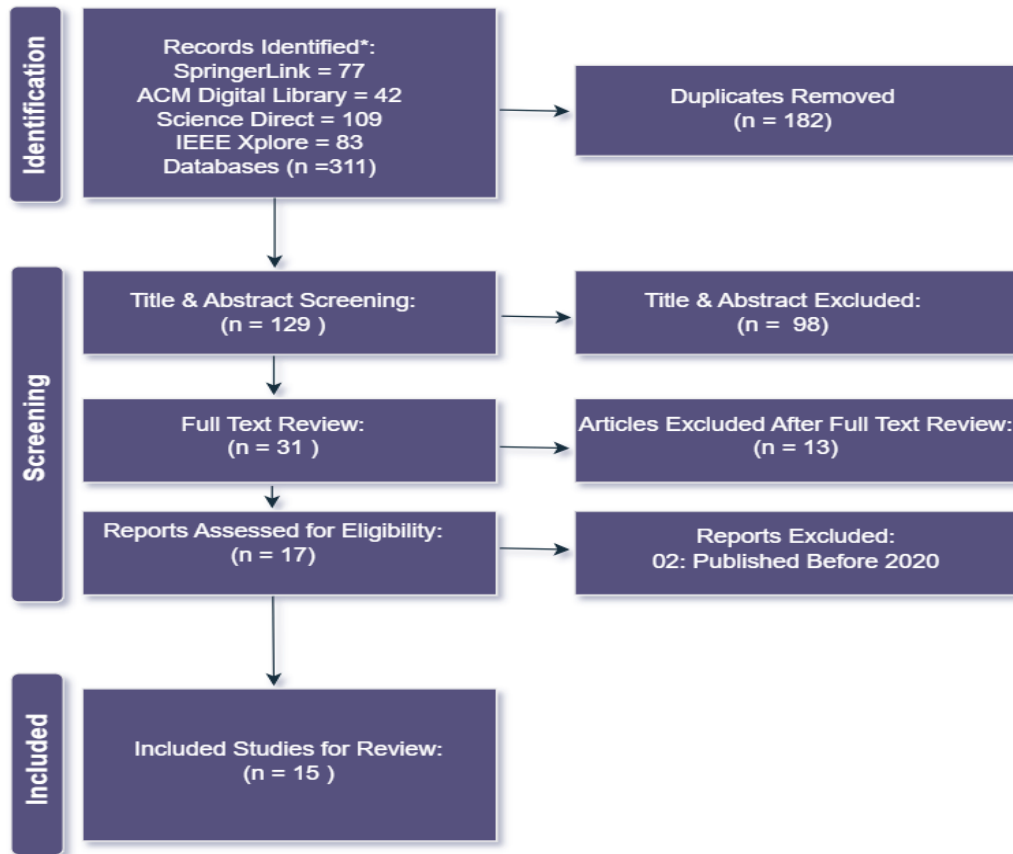 Identification
Records Identified*:
SpringerLink = 77
ACM Digital Library = 42
Science Direct = 109
IEEE Xplore = 83
Databases (n =311)
Duplicates Removed
(n = 182)
Screening
Title & Abstract Screening:
(n = 129 )
Title & Abstract Excluded:
(n =  98)
Full Text Review:
(n = 31 )
Articles Excluded After Full Text Review:
(n = 13)
Reports Assessed for Eligibility:
(n = 17)
Reports Excluded:
02: Published Before 2020
Included
Included Studies for Review:
(n = 15 )